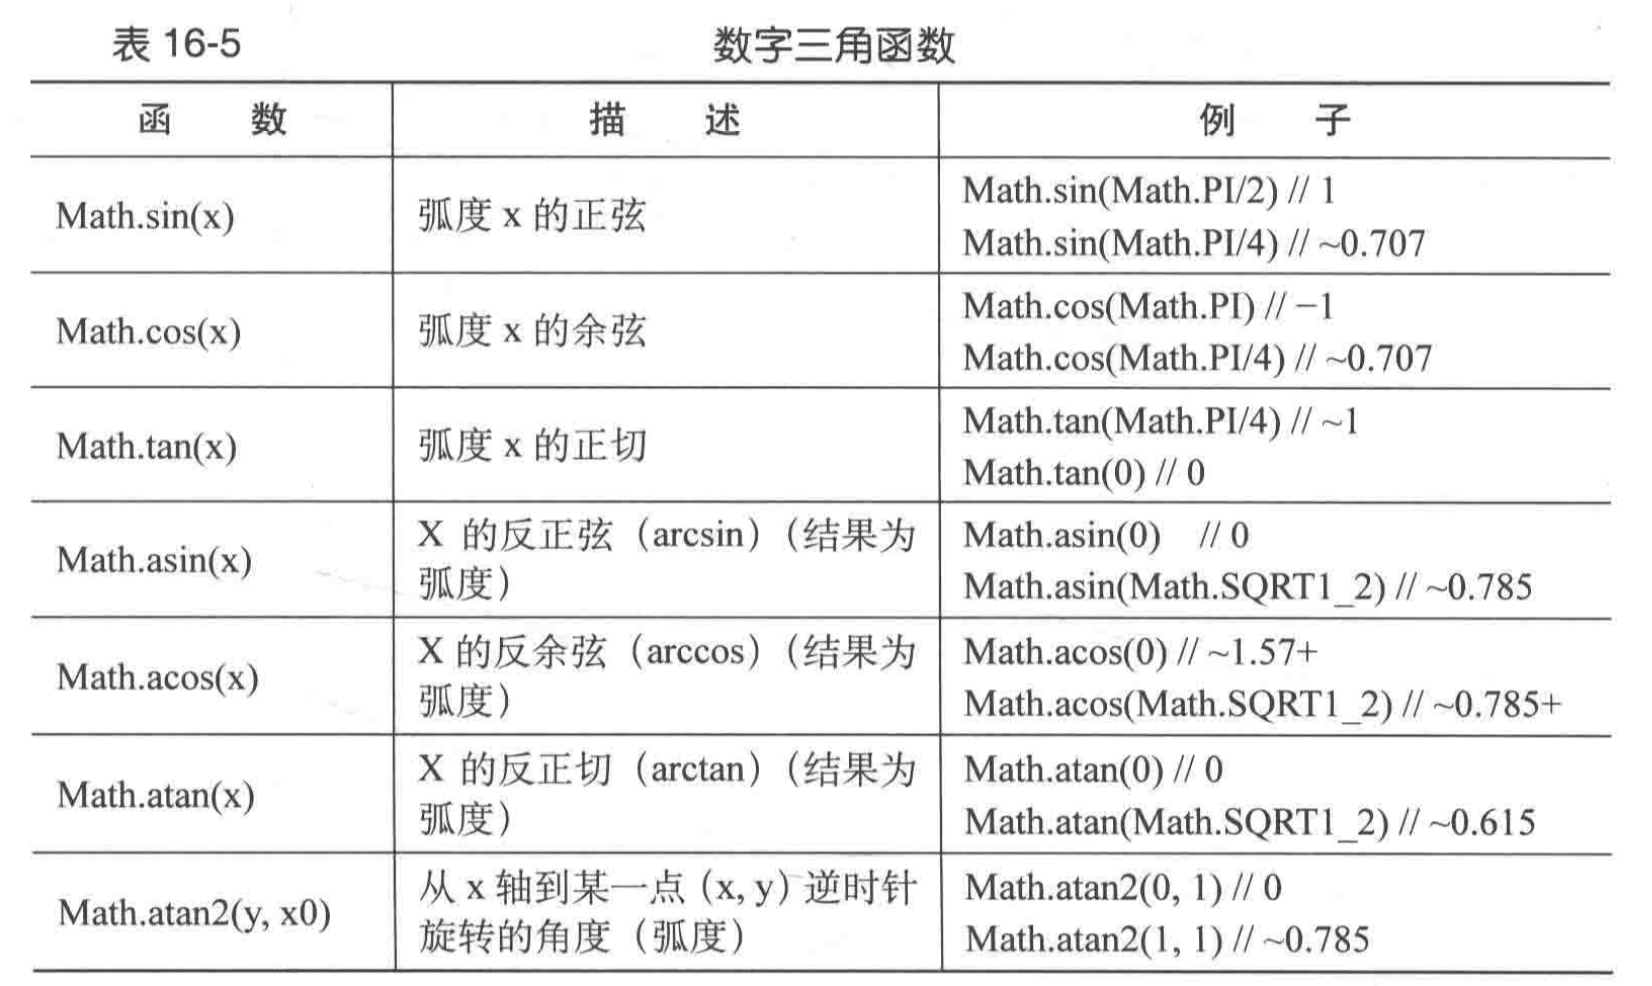 表 16-5
数字三角函数
函 数
描 述
例 子
Math.sin(x)
弧度 x 的正弦
Math.sin(Math.PI/2) // 1
Math.sin(Math.PI/4) // ~0.707
Math.cos(x)
弧度 x 的余弦
Math.cos(Math.PI) // −1
Math.cos(Math.PI/4) // ~0.707
Math.tan(x)
弧度 x 的正切
Math.tan(Math.PI/4) // ~1
Math.tan(0) // 0
Math.asin(x)
X 的反正弦（arcsin）（结果为
弧度）
Math.asin(0) // 0
Math.asin(Math.SQRT1_2) // ~0.785
Math.acos(x)
X 的反余弦（arccos）（结果为
弧度）
Math.acos(0) // ~1.57+
Math.acos(Math.SQRT1_2) // ~0.785+
Math.atan(x)
X 的反正切（arctan）（结果为
弧度）
Math.atan(0) // 0
Math.atan(Math.SQRT1_2) // ~0.615
Math.atan2(y, x0)
从 x 轴到某一点（x, y）逆时针
旋转的角度（弧度）
Math.atan2(0, 1) // 0
Math.atan2(1, 1) // ~0.785